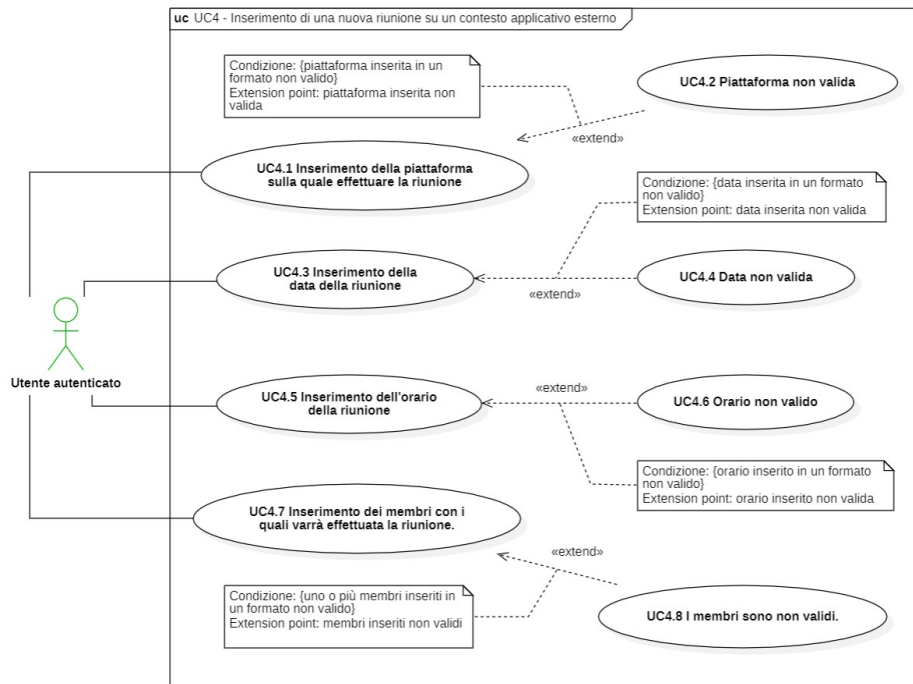 uc UC4 - Inserimento di una nuova riunione su un contesto applicativo esterno
Condizione: {piattaforma inserita in un
formato non valido}
Extension point: piattaforma inserita non
valida
UC4.2 Piattaforma non valida
«extend»
UC4.1 Inserimento della piattaforma
sulla quale effettuare la riunione
Condizione: {data inserita in un formato
non valido}
Extension point: data inserita non valida
UC4.3 Inserimento della
data della riunione
UC4.4 Data non valida
«extend»
Utente autenticato
«extend»
UC4.5 Inserimento dell'orario
della riunione
UC4.6 Orario non valido
Condizione: {orario inserito in un formato
non valido}
Extension point: orario inserito non valida
UC4.7 Inserimento dei membri con i
quali varrà effettuata la riunione.
«extend»
Condizione: {uno o più membri inseriti in
un formato non valido}
Extension point: membri inseriti non validi
UC4.8 I membri sono non validi.